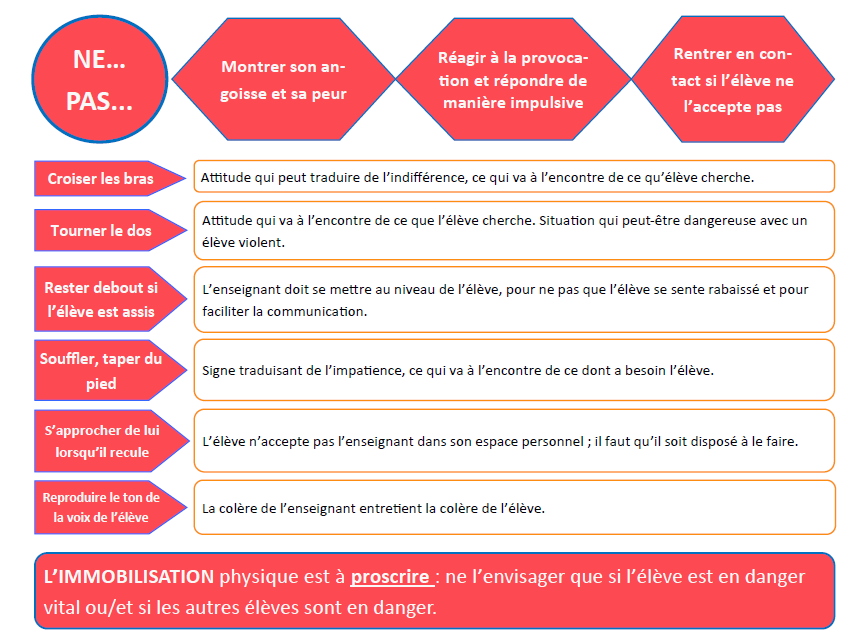 NE…
PAS…
Montrer son an-
goisse et sa peur
Réagir à la provoca-
tion et répondre de
manière impulsive
Rentrer en con-
tact si l’élève ne
l’accepte pas
Croiser les bras
Attitude qui peut traduire de l’indifférence, ce qui va à l’encontre de ce qu’élève cherche.
Tourner le dos
Attitude qui va à l’encontre de ce que l’élève cherche. Situation qui peut-être dangereuse avec un
élève violent.
Rester debout si
l’élève est assis
L’enseignant doit se mettre au niveau de l’élève, pour ne pas que l’élève se sente rabaissé et pour
faciliter la communication.
Souffler, taper du
pied
Signe traduisant de l’impatience, ce qui va à l’encontre de ce dont a besoin l’élève.
S’approcher de lui
lorsqu’il recule
L’élève n’accepte pas l’enseignant dans son espace personnel ; il faut qu’il soit disposé à le faire.
Reproduire le ton de
la voix de l’élève
La colère de l’enseignant entretient la colère de l’élève.
L’IMMOBILISATION physique est à proscrire : ne l’envisager que si l’élève est en danger
vital ou/et si les autres élèves sont en danger.